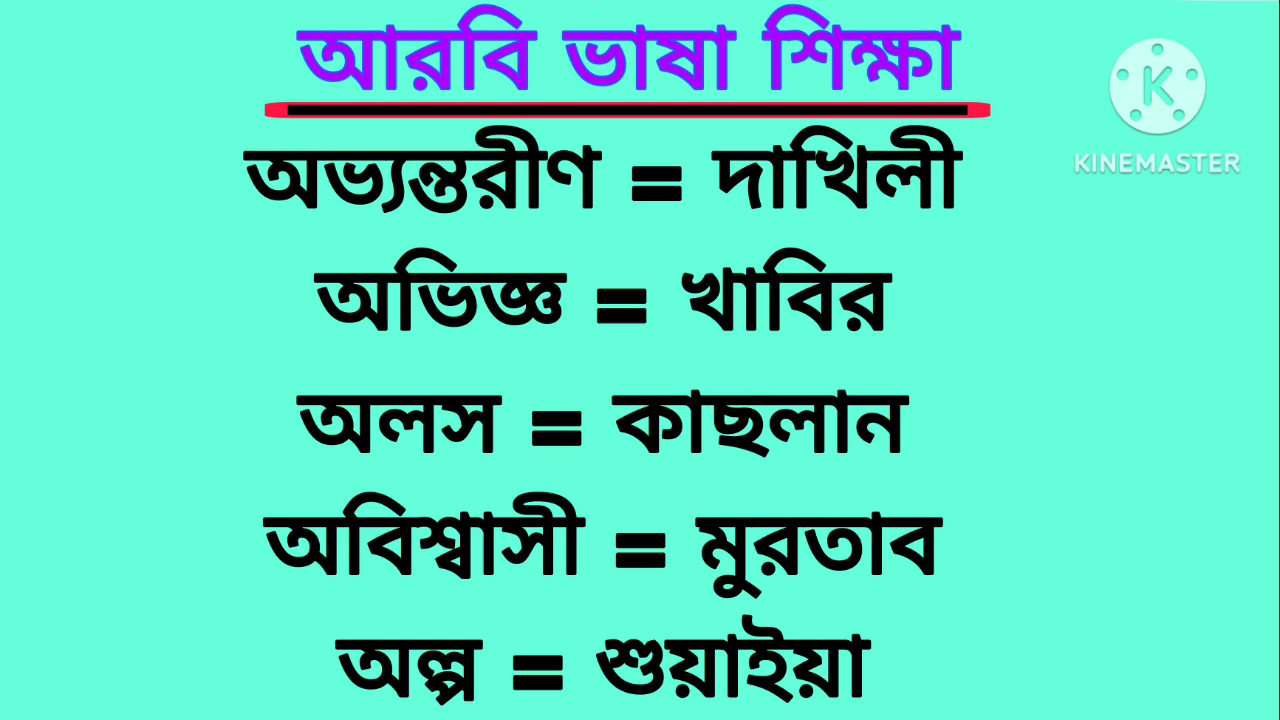 আরবি ভাষা শিক্ষা
K
KINEMASTER
অভ্যন্তরীণ = দাখিলী
অভিজ্ঞ = খাবির
অলস = কাছলান
অবিশ্বাসী = মুরতাব
অল্প = শুয়াইয়া